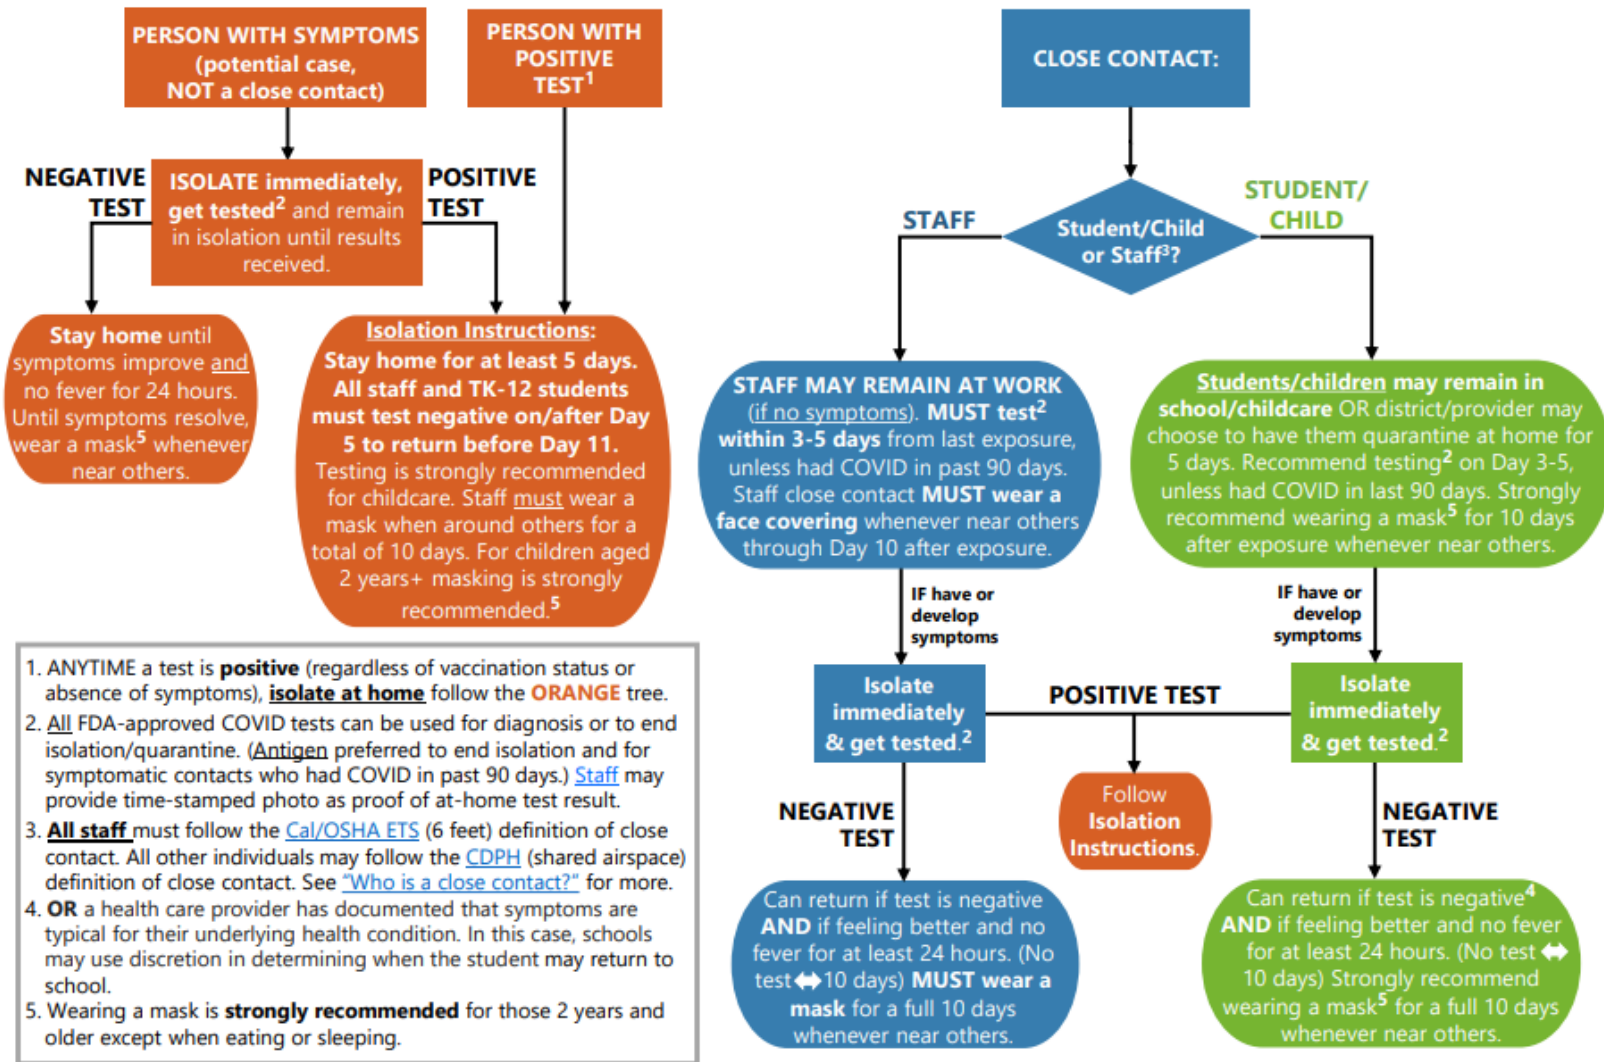 PERSON WITH SYMPTOMS
(potential case,
NOT a close contact)
PERSON WITH
POSITIVE
TEST1
NEGATIVE
TEST
ISOLATE immediately,
get tested2 and remain
in isolation until results
received.
POSITIVE
TEST
Stay home until
symptoms improve and
no fever for 24 hours.
Until symptoms resolve,
wear a mask5 whenever
near others.
Isolation Instructions:
Stay home for at least 5 days.
All staff and TK-12 students
must test negative on/after Day
5 to return before Day 11.
Testing is strongly recommended
for childcare. Staff must wear a
mask when around others for a
total of 10 days. For children aged
2 years+ masking is strongly
recommended.5
1. ANYTIME a test is positive (regardless of vaccination status or
absence of symptoms), isolate at home follow the ORANGE tree.
2. All FDA-approved COVID tests can be used for diagnosis or to end
isolation/quarantine. (Antigen preferred to end isolation and for
symptomatic contacts who had COVID in past 90 days.) Staff may
provide time-stamped photo as proof of at-home test result.
3. All staff must follow the Cal/OSHA ETS (6 feet) definition of close
contact. All other individuals may follow the CDPH (shared airspace)
definition of close contact. See "Who is a close contact?" for more.
4. OR a health care provider has documented that symptoms are
typical for their underlying health condition. In this case, schools
may use discretion in determining when the student may return to
school.
5. Wearing a mask is strongly recommended for those 2 years and
older except when eating or sleeping.
CLOSE CONTACT:
STAFF
Student/Child
or Staff3?
STUDENT/
CHILD
STAFF MAY REMAIN AT WORK
(if no symptoms). MUST test2
within 3-5 days from last exposure,
unless had COVID in past 90 days.
Staff close contact MUST wear a
face covering whenever near others
through Day 10 after exposure.
Students/children may remain in
school/childcare OR district/provider may
choose to have them quarantine at home for
5 days. Recommend testing2 on Day 3-5,
unless had COVID in last 90 days. Strongly
recommend wearing a mask5 for 10 days
after exposure whenever near others.
IF have or
develop
symptoms
IF have or
develop
symptoms
Isolate
immediately
& get tested.2
POSITIVE TEST
Isolate
immediately
& get tested.2
Follow
Isolation
Instructions.
NEGATIVE
TEST
NEGATIVE
TEST
Can return if test is negative
AND if feeling better and no
fever for at least 24 hours. (No
test ⬌ 10 days) MUST wear a
mask for a full 10 days
whenever near others.
Can return if test is negative4
AND if feeling better and no fever
for at least 24 hours. (No test ⬌
10 days) Strongly recommend
wearing a mask5 for a full 10 days
whenever near others.